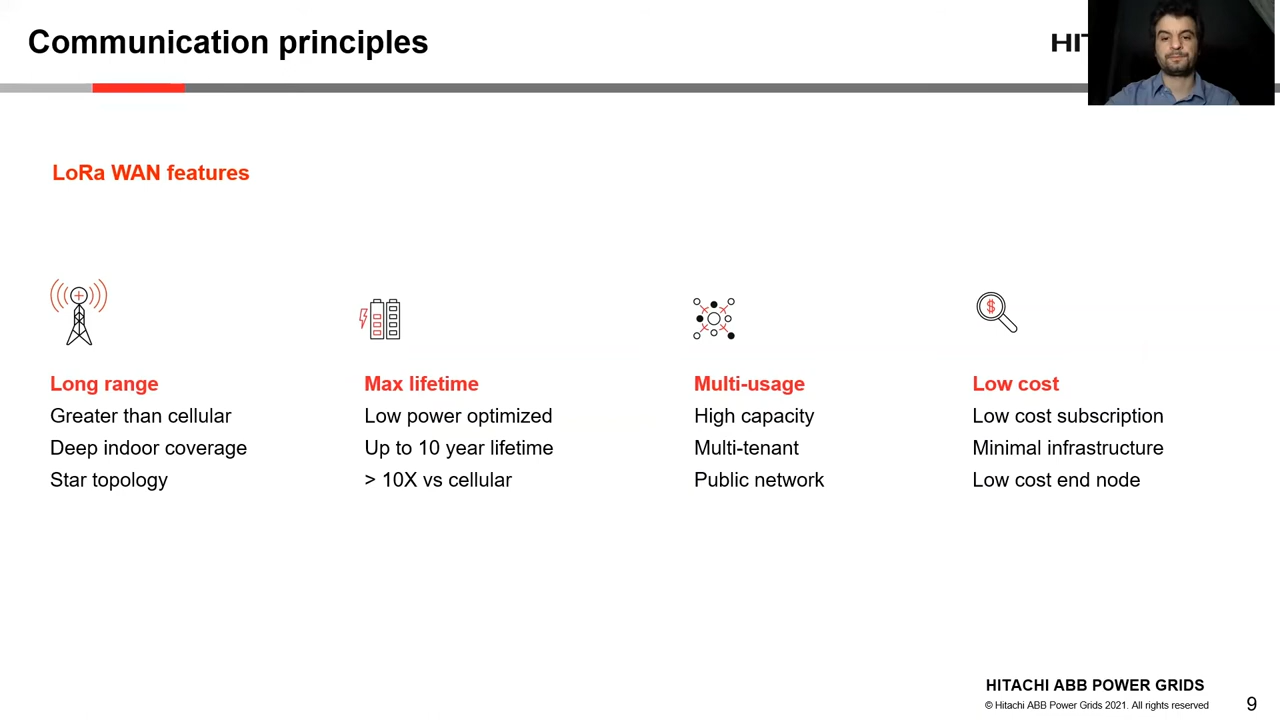 Communication principles
HIT
LoRa WAN features
Long range
Greater than cellular
Deep indoor coverage
Star topology
Max lifetime
Low power optimized
Up to 10 year lifetime
> 10X vs cellular
Multi-usage
High capacity
Multi-tenant
Public network
Low cost
Low cost subscription
Minimal infrastructure
Low cost end node
HITACHI ABB POWER GRIDS
© Hitachi ABB Power Grids 2021. All rights reserved
9